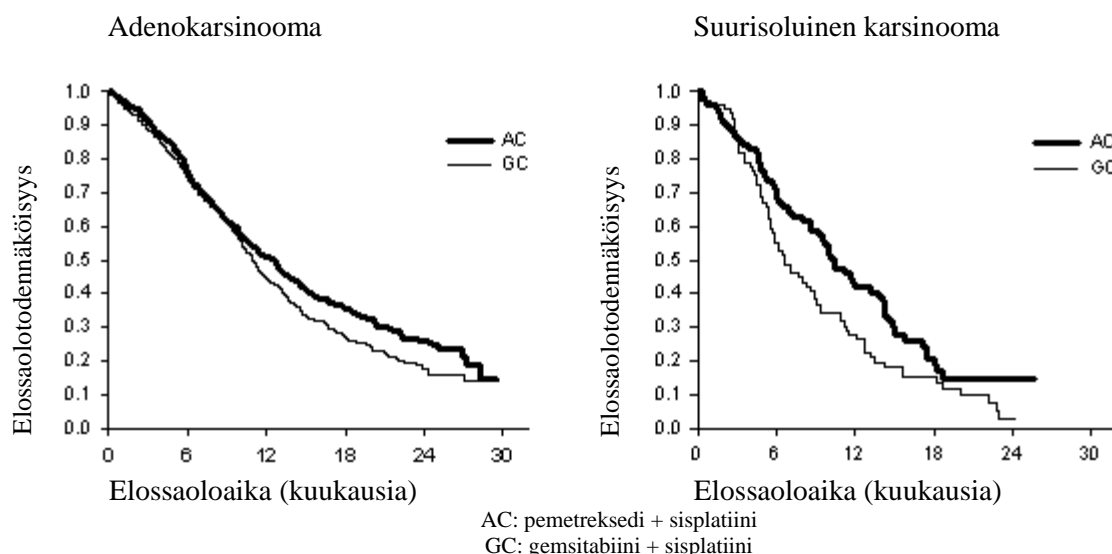 Adenokarsinooma
Elossaolotodennäköisyys
1.0
0.9
0.8
0.7
0.6
0.5
0.4
0.3
0.2
0.1
0.0
AC
GC
0 6 12 18 24 30
Elossaoloaika (kuukausia)
Suurisoluinen karsinooma
Elossaolotodennäköisyys
1.0
0.9
0.8
0.7
0.6
0.5
0.4
0.3
0.2
0.1
0.0
AC
GC
0 6 12 18 24 30
Elossaoloaika (kuukausia)
AC: pemetreksedi + sisplatiini
GC: gemsitabiini + sisplatiini